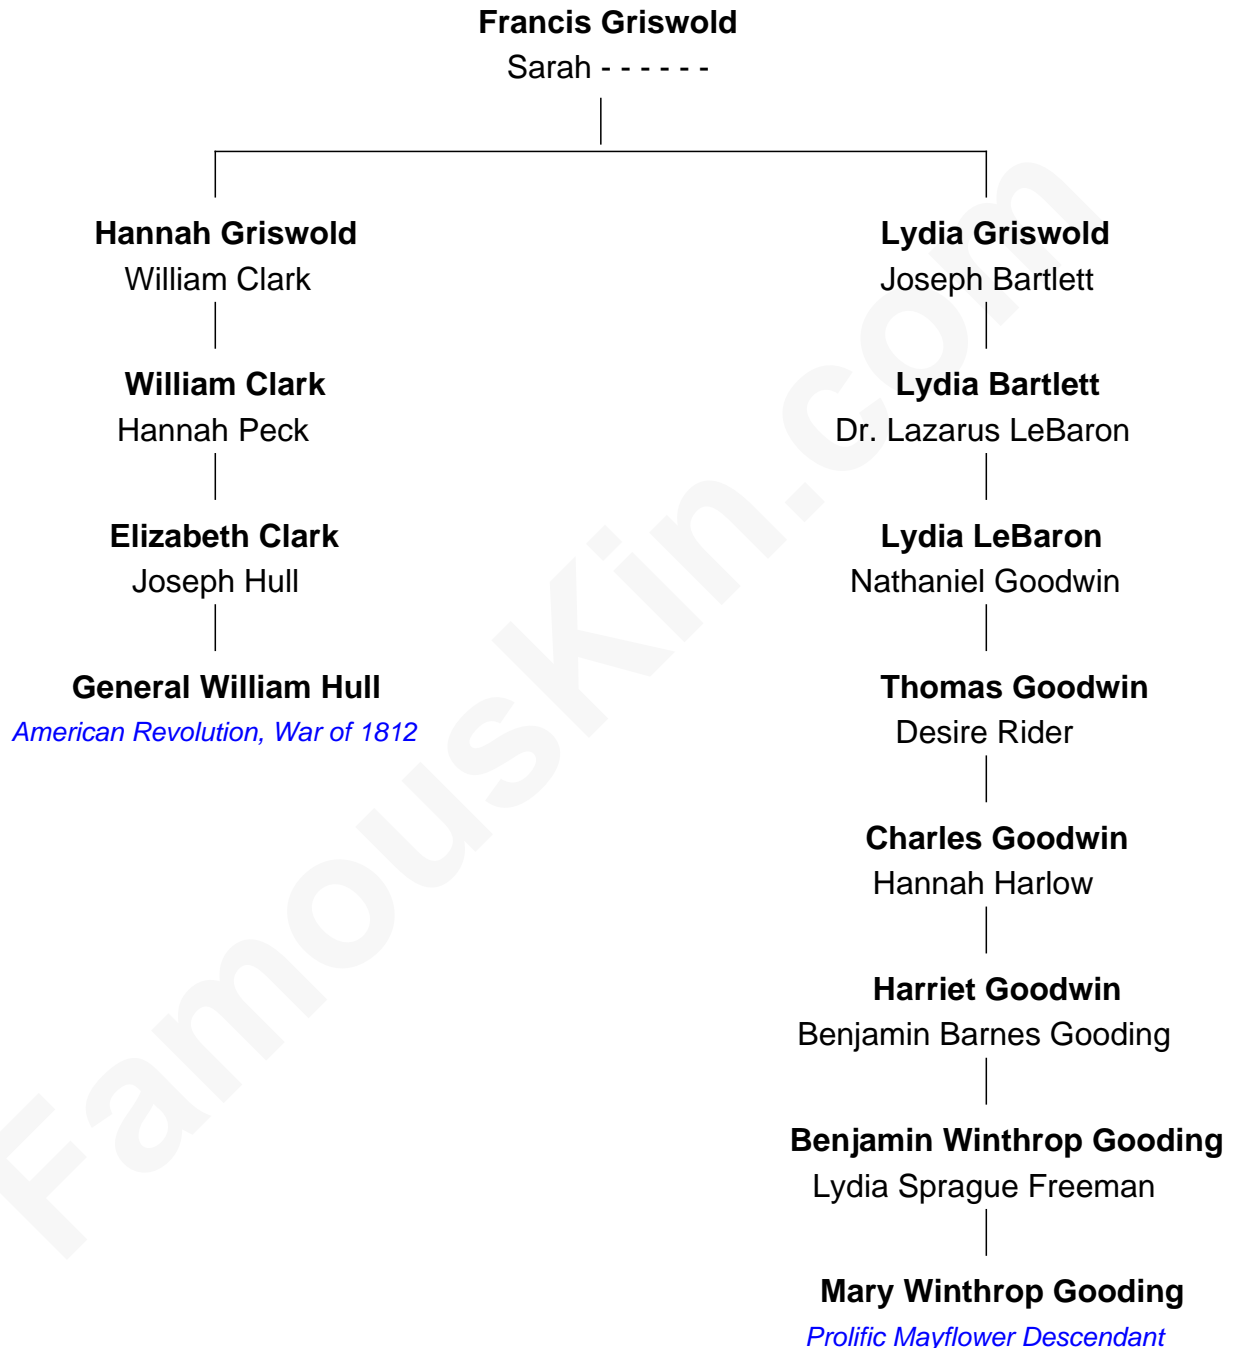 Francis Griswold
Sarah - - - - - -
Hannah Griswold
William Clark
William Clark
Hannah Peck
Elizabeth Clark
Joseph Hull
General William Hull
American Revolution, War of 1812
Lydia Griswold
Joseph Bartlett
Lydia Bartlett
Dr. Lazarus LeBaron
Lydia LeBaron
Nathaniel Goodwin
Thomas Goodwin
Desire Rider
Charles Goodwin
Hannah Harlow
Harriet Goodwin
Benjamin Barnes Gooding
Benjamin Winthrop Gooding
Lydia Sprague Freeman
Mary Winthrop Gooding
Prolific Mayflower Descendant
FamousKin.com